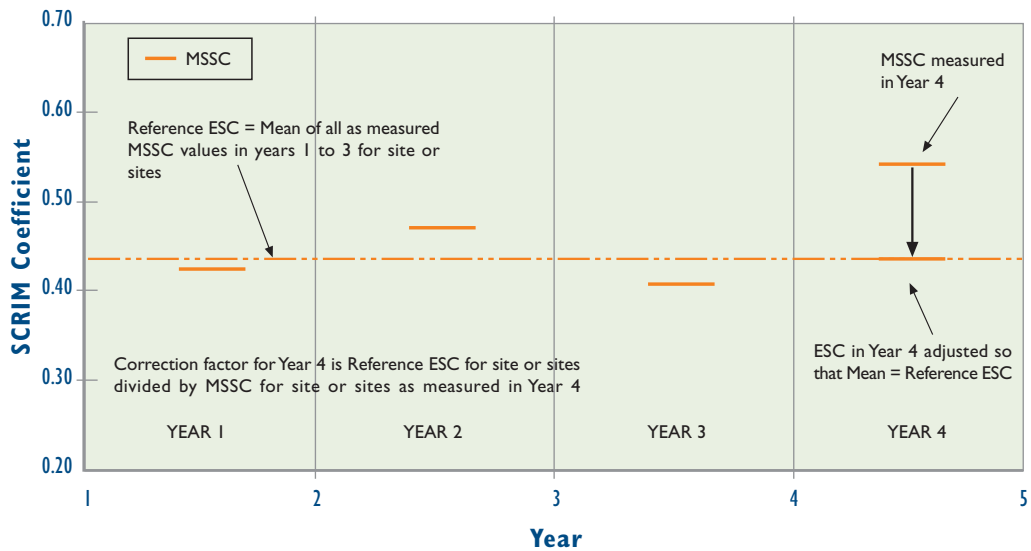 0.70
0.60
0.50
0.40
0.30
0.20
SCRIM Coefficient
MSSC
Reference ESC = Mean of all as measured
MSSC values in years 1 to 3 for site or
sites
MSSC measured
in Year 4
Correction factor for Year 4 is Reference ESC for site or sites
divided by MSSC for site or sites as measured in Year 4
ESC in Year 4 adjusted so
that Mean = Reference ESC
YEAR 1 YEAR 2 YEAR 3 YEAR 4
1 2 3 4 5
Year